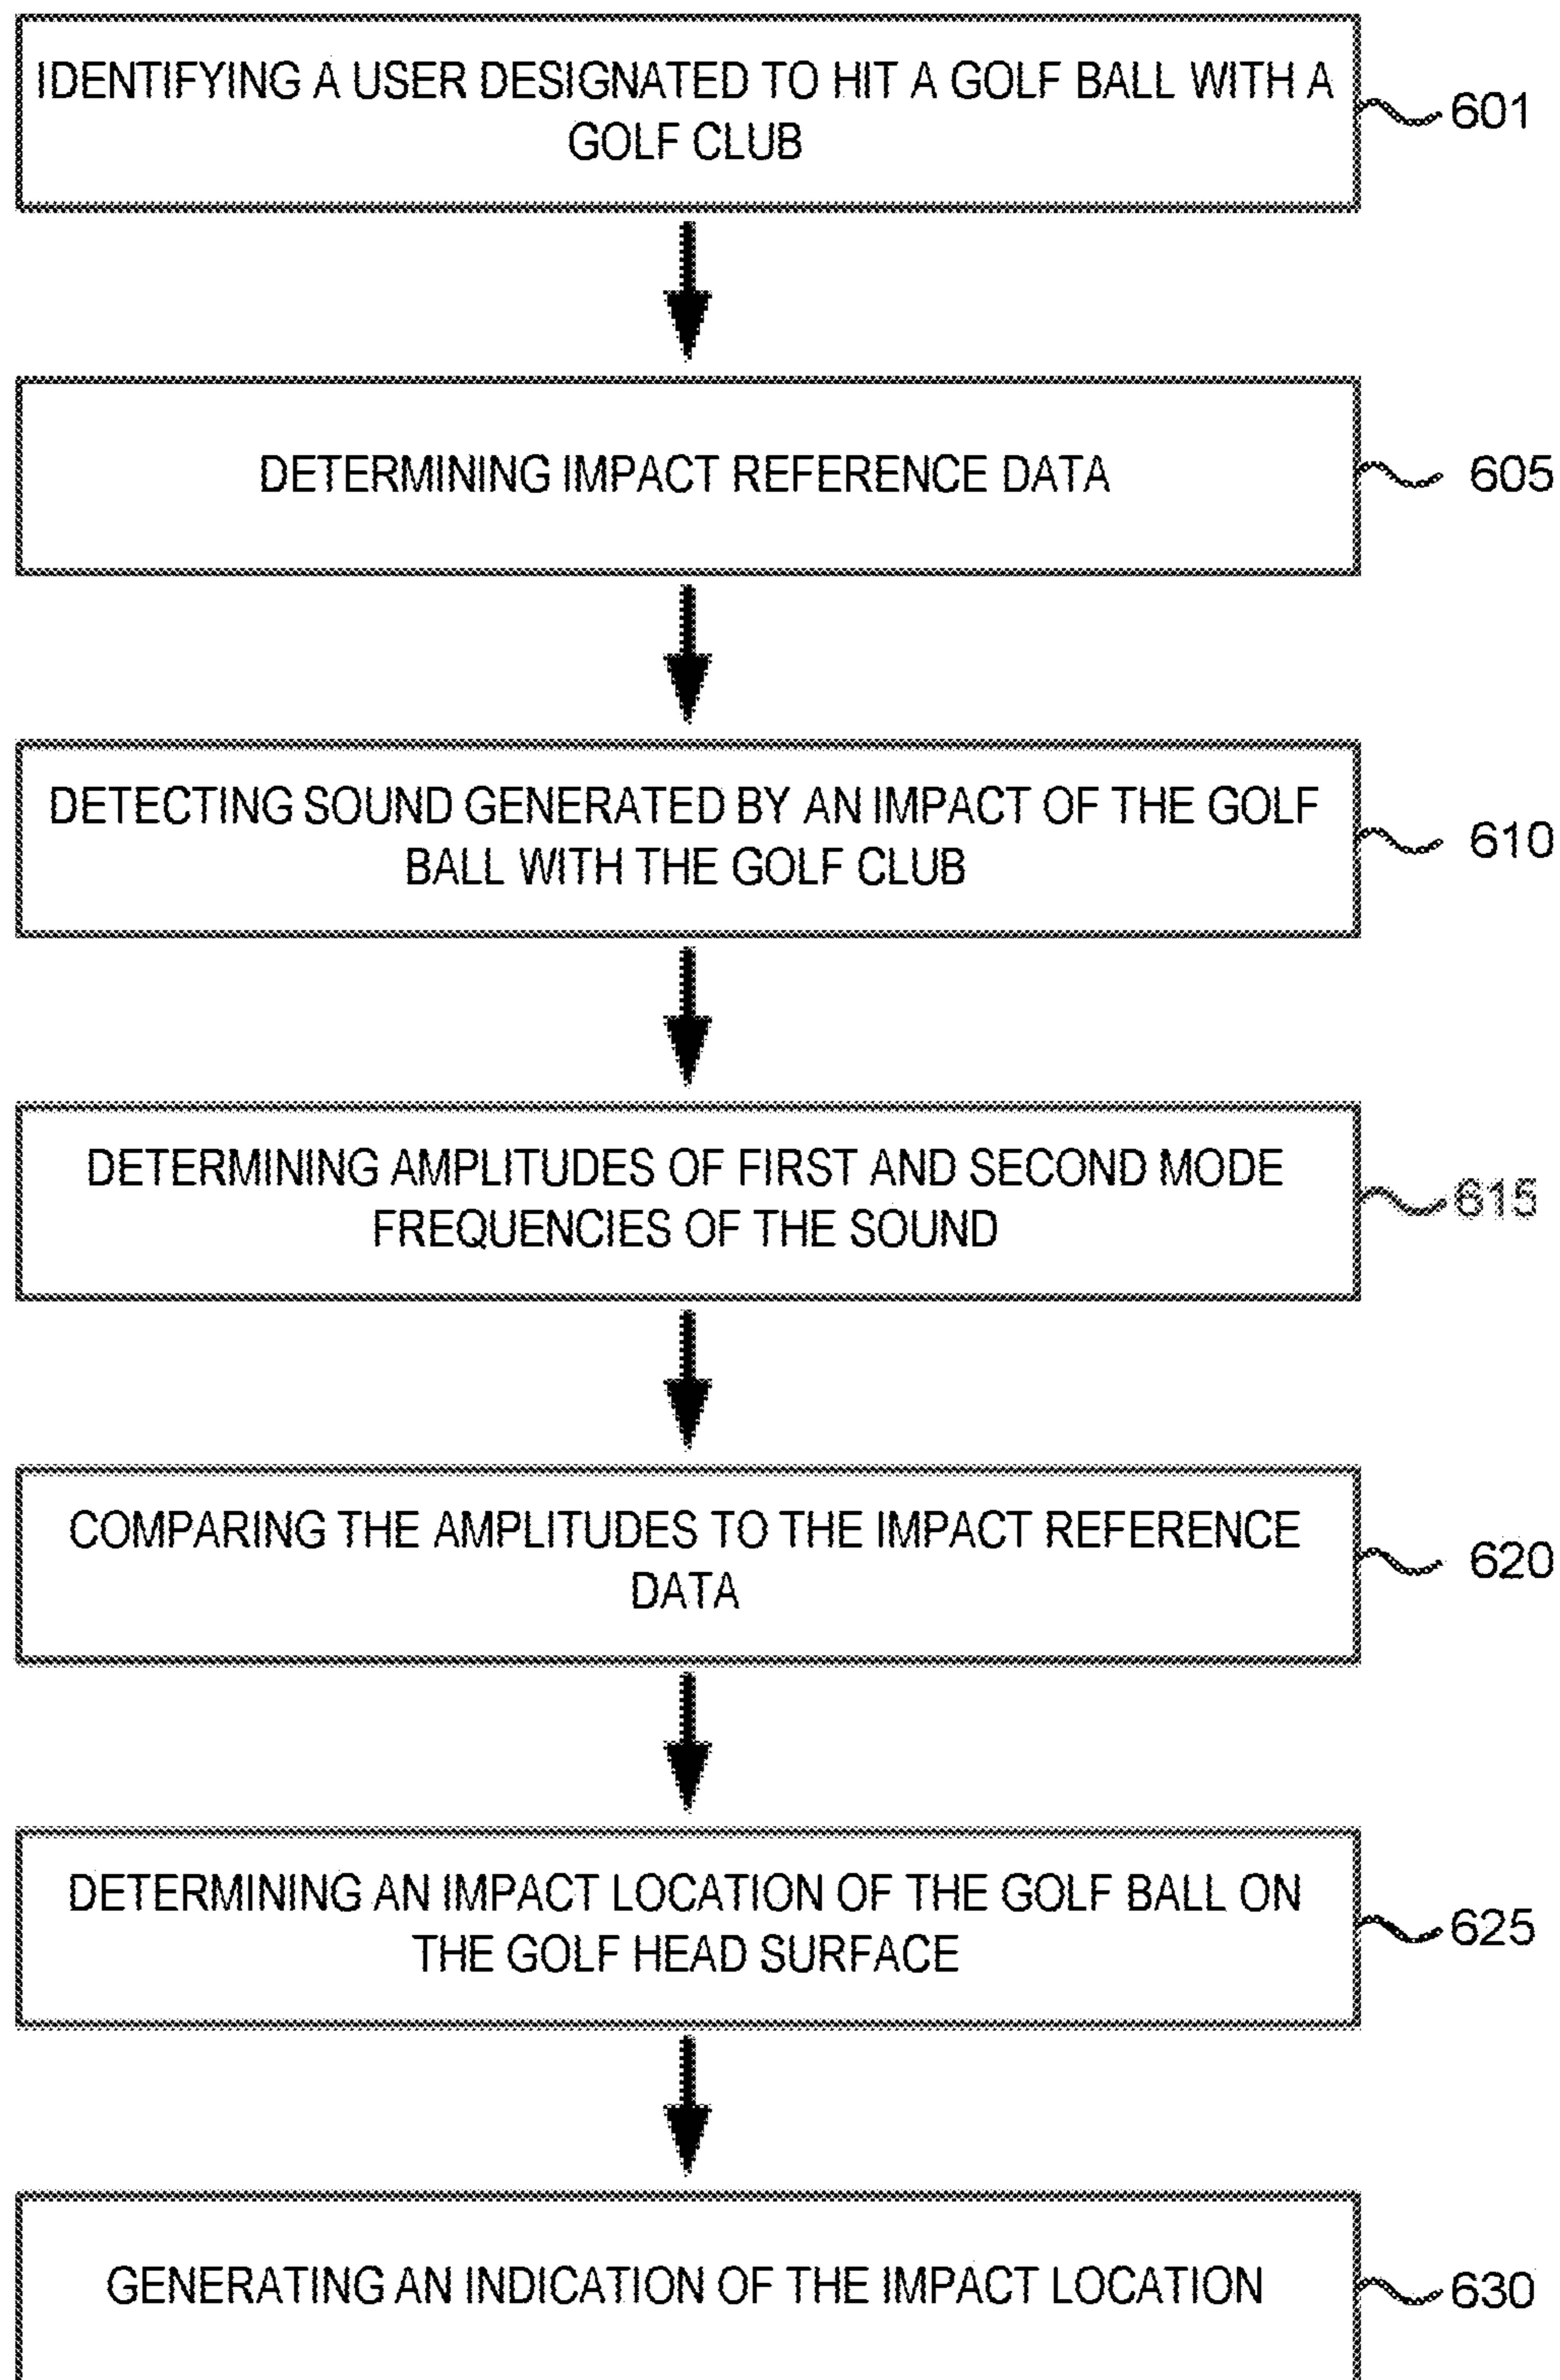 IDENTIFYING A USER DESIGNATED TO HIT A GOLF BALL WITH A
GOLF CLUB
601
DETERMINING IMPACT REFERENCE DATA
605
DETECTING SOUND GENERATED BY AN IMPACT OF THE GOLF
BALL WITH THE GOLF CLUB
610
DETERMINING AMPLITUDES OF FIRST AND SECOND MODE
FREQUENCIES OF THE SOUND
615
COMPARING THE AMPLITUDES TO THE IMPACT REFERENCE
DATA
620
DETERMINING AN IMPACT LOCATION OF THE GOLF BALL ON
THE GOLF HEAD SURFACE
625
GENERATING AN INDICATION OF THE IMPACT LOCATION
630